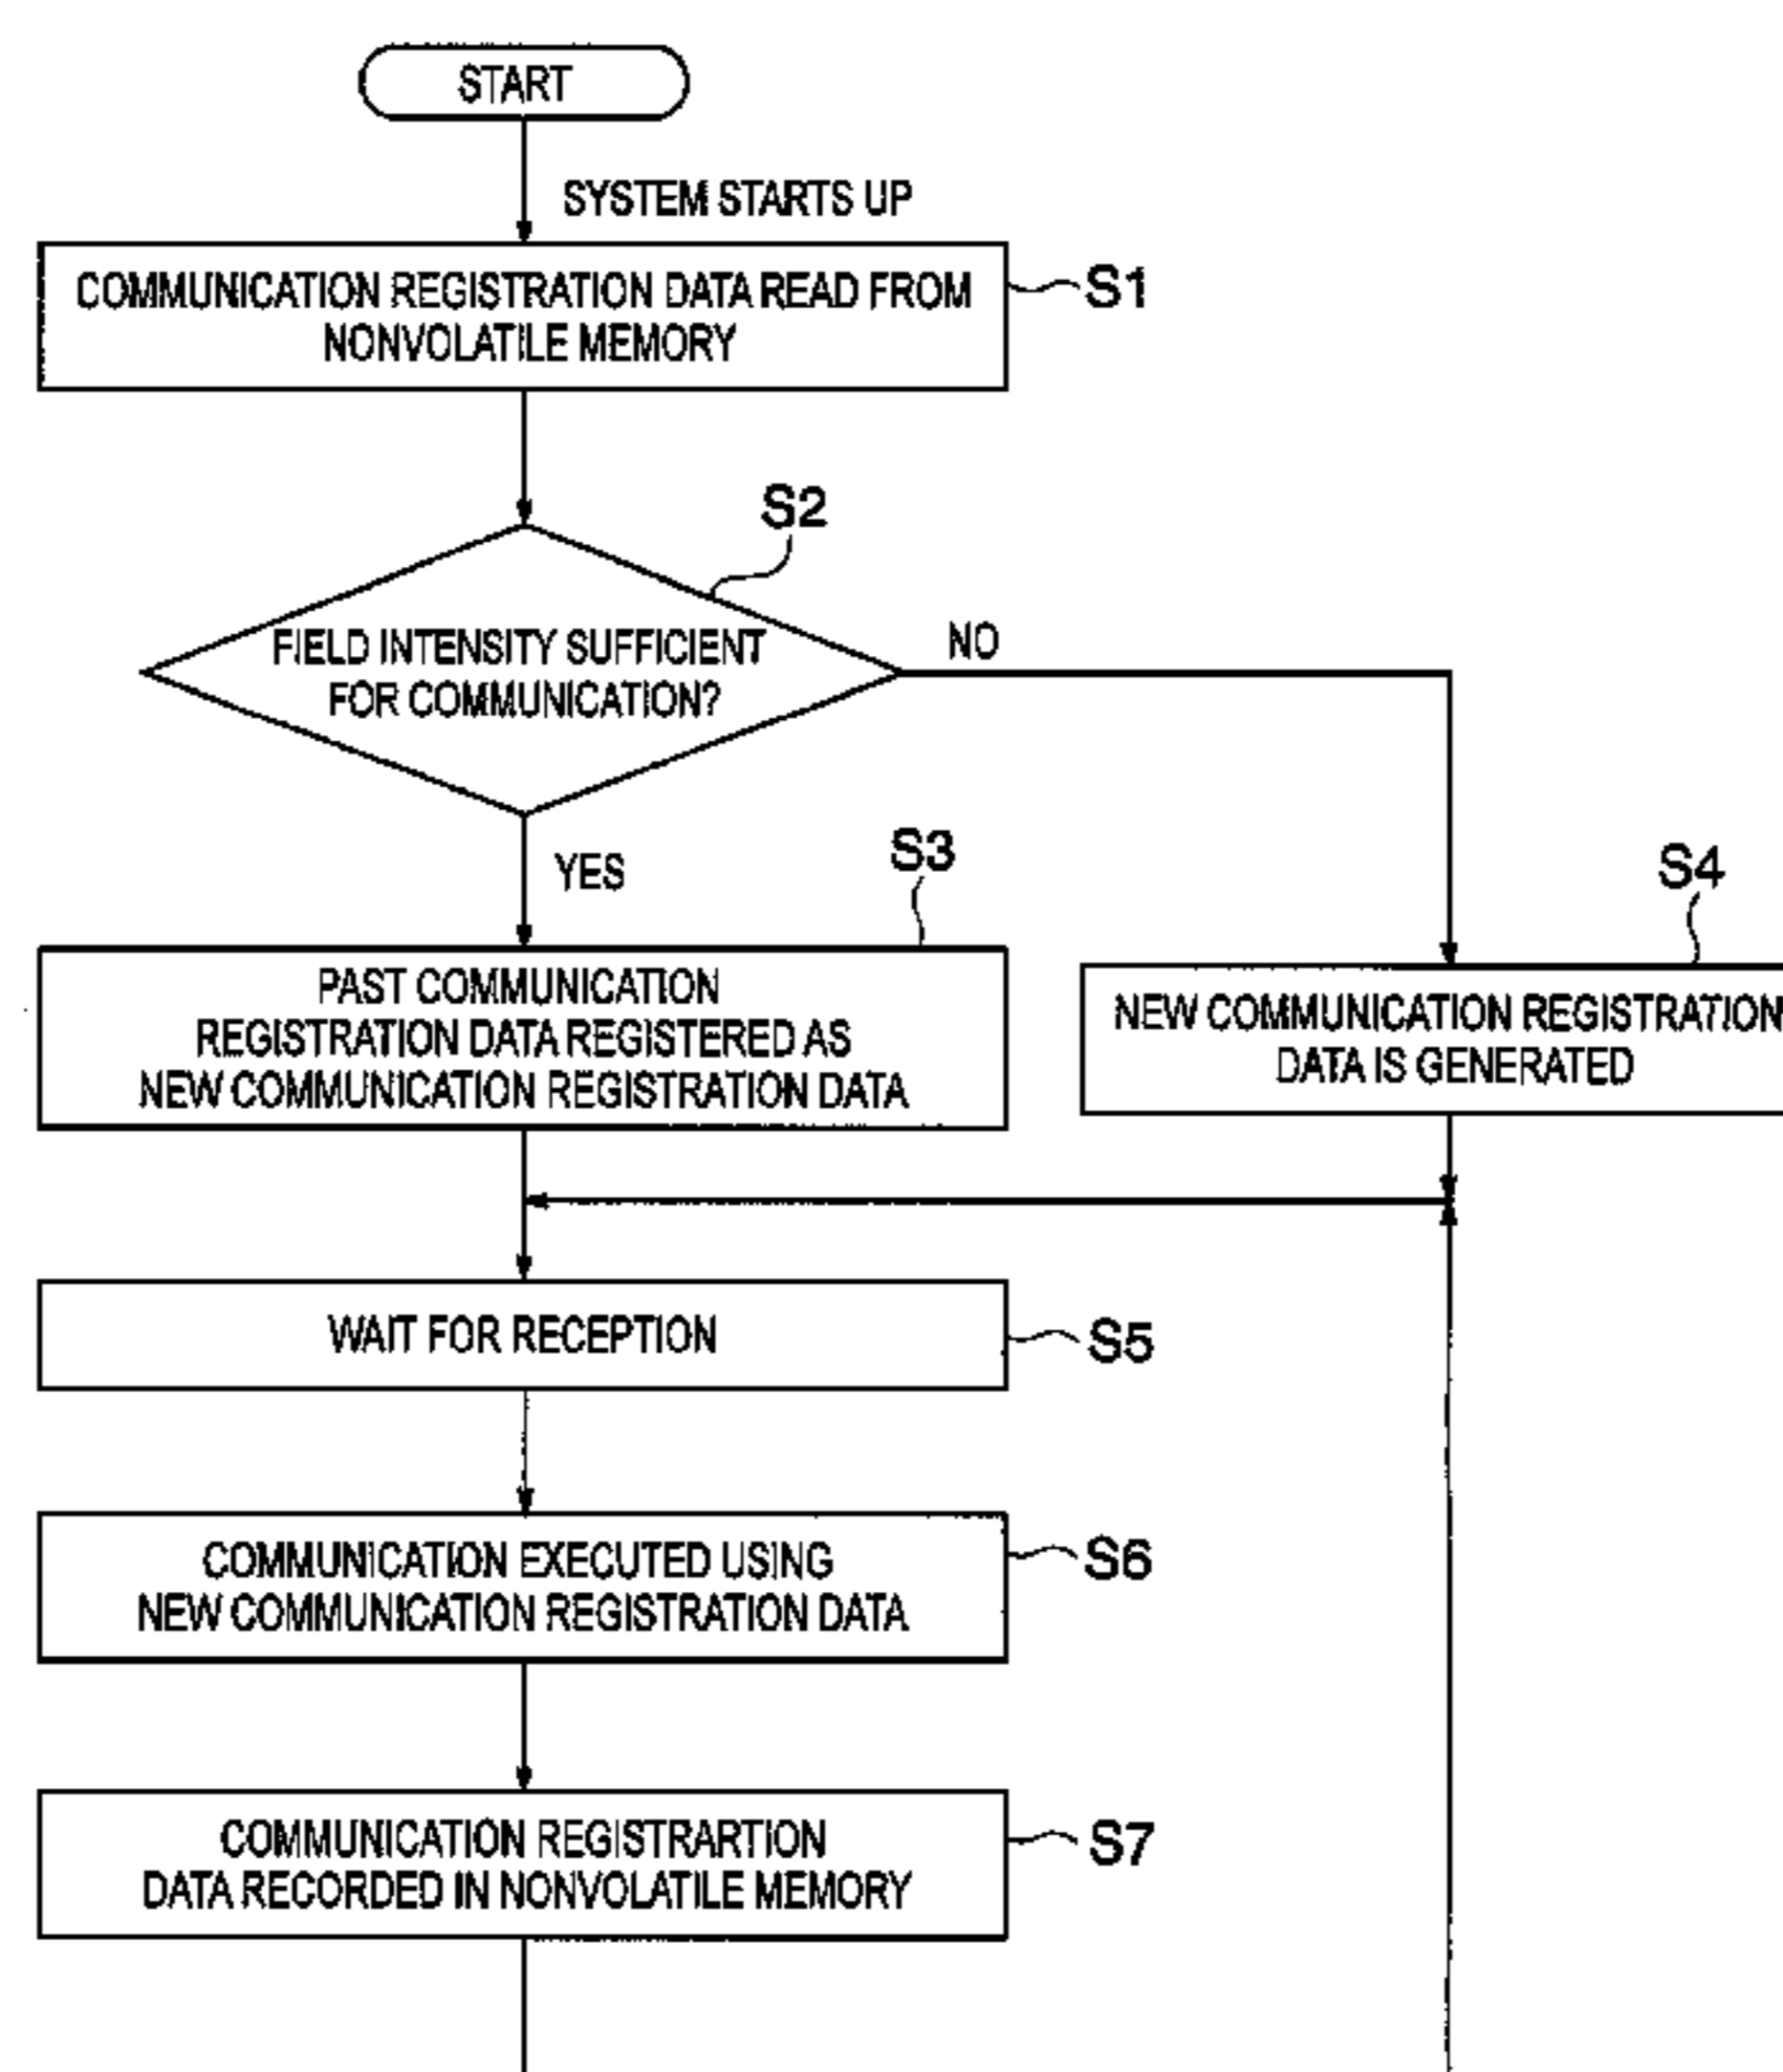 START
SYSTEM STARTS UP
COMMUNICATION REGISTRATION DATA READ FROM
NONVOLATILE MEMORY
S1
S2
FIELD INTENSITY SUFFICIENT
FOR COMMUNICATION?
NO
YES
S3
S4
PAST COMMUNICATION
REGISTRATION DATA REGISTERED AS
NEW COMMUNICATION REGISTRATION DATA
NEW COMMUNICATION REGISTRATION
DATA IS GENERATED
WAIT FOR RECEPTION
S5
COMMUNICATION EXECUTED USING
NEW COMMUNICATION REGISTRATION DATA
S6
COMMUNICATION REGISTRARTION
DATA RECORDED IN NONVOLATILE MEMORY
S7